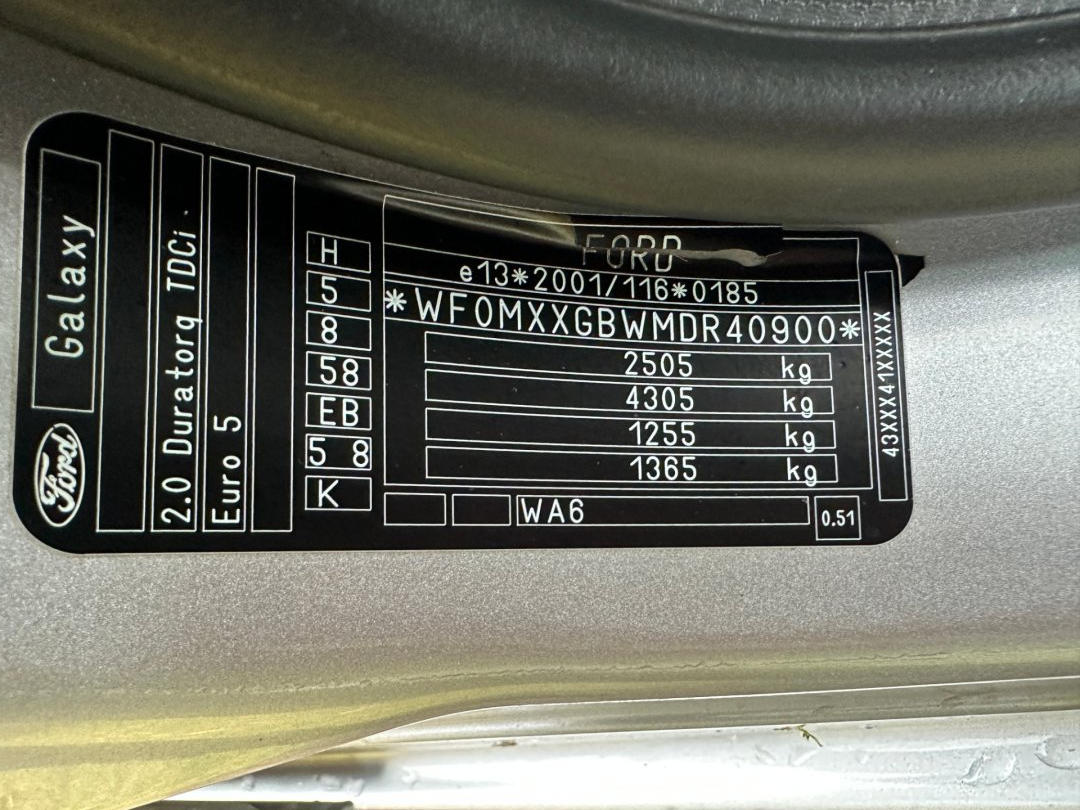 Galaxy
Ford
2.0 Duratorq TDCi
Euro 5
H
5
8
58
EB
5 8
K
FORD
e13*2001/116*0185
*WF0MXXGBWMDR40900*
2505 kg
4305 kg
1255 kg
1365 kg
WA6
0.51
43XXX41XXXXX